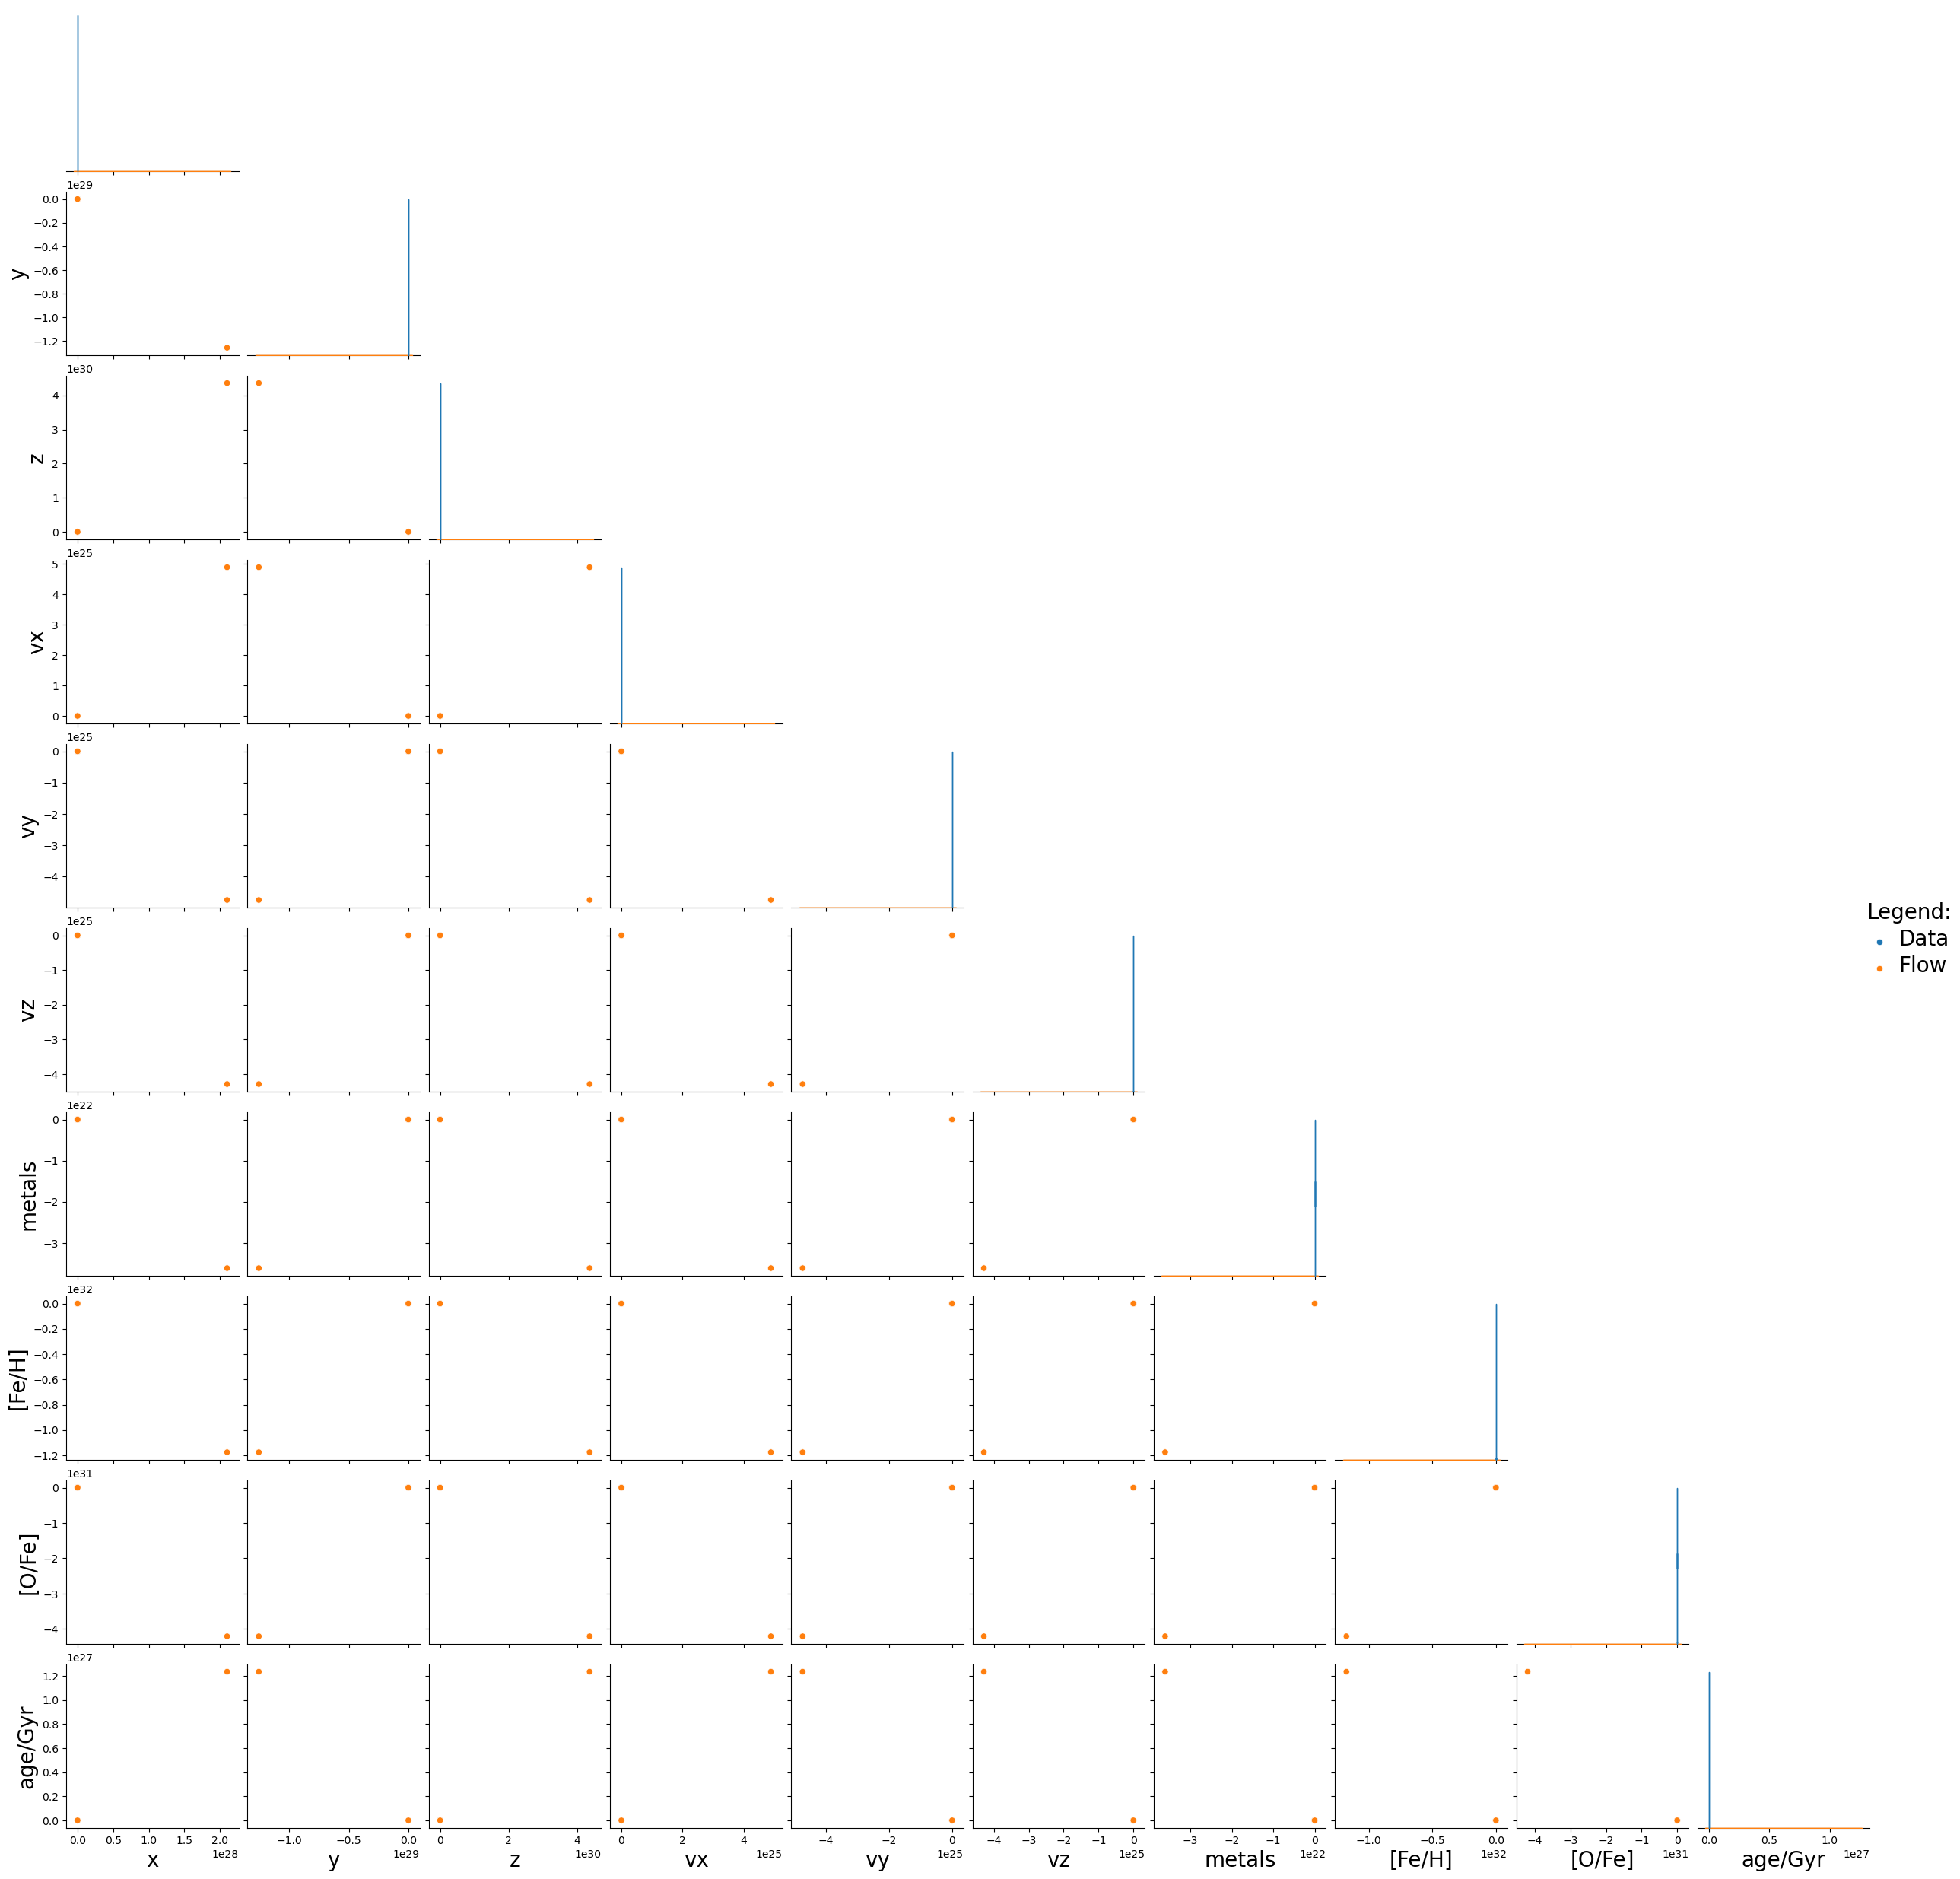 1e29
0.0
−0.2
−0.4
−0.6
−0.8
−1.0
−1.2
y
1e30
4
3
2
1
0
z
1e25
5
4
3
2
1
0
vx
1e25
0
−1
−2
−3
−4
vy
1e25
0
−1
−2
−3
−4
vz
Legend:
Data
Flow
1e22
0
−1
−2
−3
metals
1e32
0.0
−0.2
−0.4
−0.6
−0.8
−1.0
−1.2
[Fe/H]
1e31
0
−1
−2
−3
−4
[O/Fe]
1e27
1.2
1.0
0.8
0.6
0.4
0.2
0.0
age/Gyr
0.0 0.5 1.0 1.5 2.0 −1.0 −0.5 0.0 0 2 4 0 2 4 −4 −2 0 −4 −3 −2 −1 0 −3 −2 −1 0 −1.0 −0.5 0.0 −4 −3 −2 −1 0 0.0 0.5 1.0
1e28 1e29 1e30 1e25 1e25 1e25 1e22 1e32 1e31 1e27
x y z vx vy vz metals [Fe/H] [O/Fe] age/Gyr